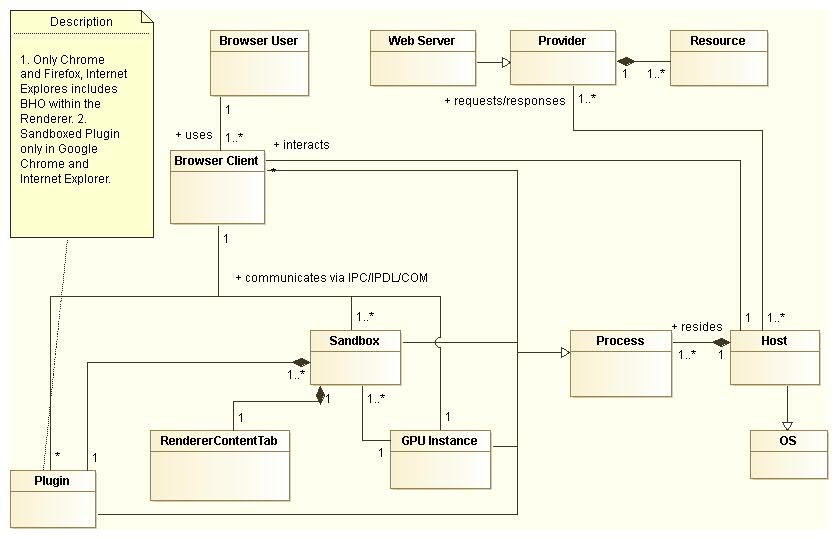 Description
1. Only Chrome
and Firefox, Internet
Explores includes
BHO within the
Renderer. 2.
Sandboxed Plugin
only in Google
Chrome and
Internet Explorer.
Browser User
Web Server
Provider
Resource
1
1..*
+ requests/responses
1..*
1
+ uses
1..*
+ interacts
Browser Client
*
1
+ communicates via IPC/IPDL/COM
1..*
1
1..*
+ resides
Sandbox
Process
Host
1..*
1
1..*
1
1..*
1
1
1
1
RendererContentTab
GPU Instance
OS
*
1
Plugin